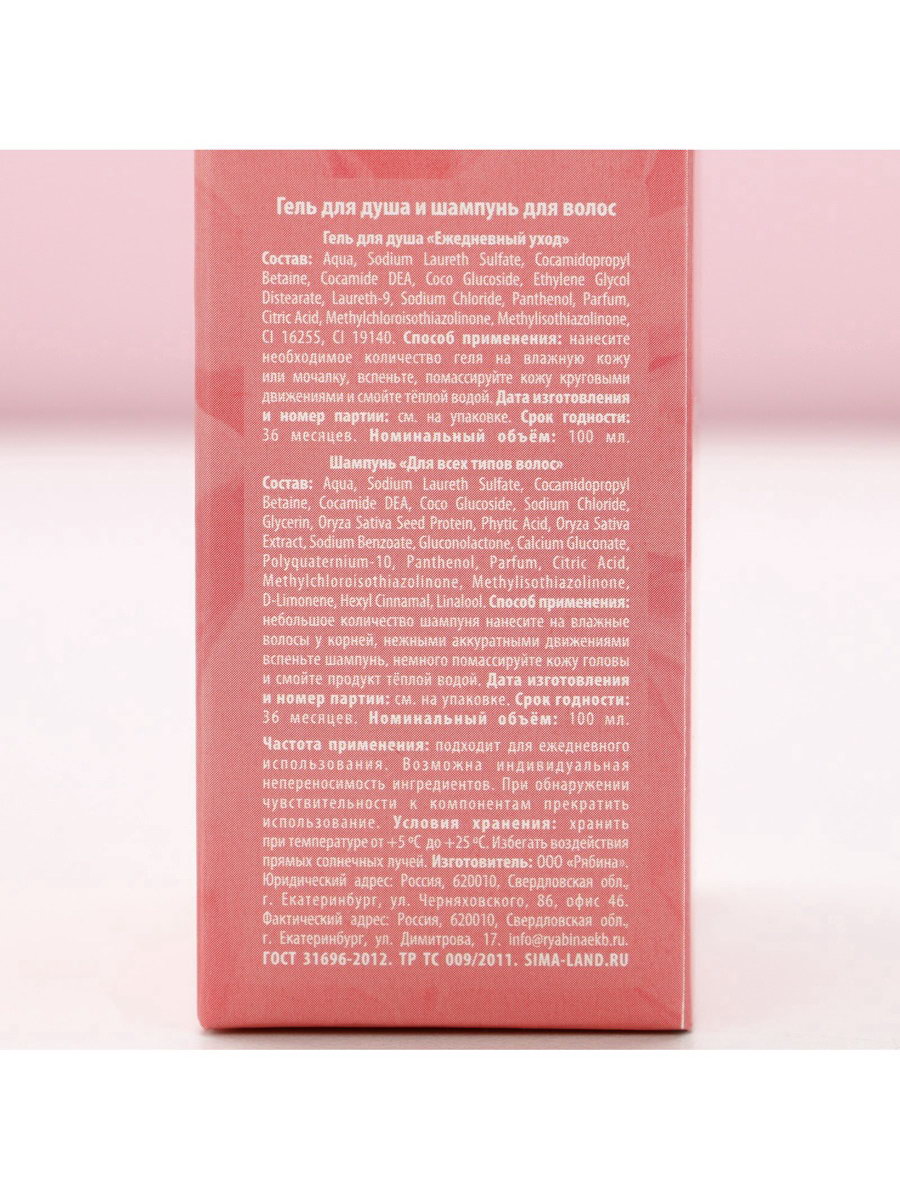 Гель для душа и шампунь для волос
Гель для душа «Ежедневный уход»
Состав: Aqua, Sodium Laureth Sulfate, Cocamidopropyl
Betaine, Cocamide DEA, Coco Glucoside, Ethylene Glycol
Distearate, Laureth-9, Sodium Chloride, Panthenol, Parfum,
Citric Acid, Methylchloroisothiazolinone, Methylisothiazolinone,
CI 16255, CI 19140. Способ применения: нанесите
необходимое количество геля на влажную кожу
или мочалку, вспеньте, помассируйте кожу круговыми
движениями и смойте тёплой водой. Дата изготовления
и номер партии: см. на упаковке. Срок годности:
36 месяцев. Номинальный объём: 100 мл.
Шампунь «Для всех типов волос»
Состав: Aqua, Sodium Laureth Sulfate, Cocamidopropyl
Betaine, Cocamide DEA, Coco Glucoside, Sodium Chloride,
Glycerin, Oryza Sativa Seed Protein, Phytic Acid, Oryza Sativa
Extract, Sodium Benzoate, Gluconolactone, Calcium Gluconate,
Polyquaternium-10, Panthenol, Parfum, Citric Acid,
Methylchloroisothiazolinone, Methylisothiazolinone,
D-Limonene, Hexyl Cinnamal, Linalool. Способ применения:
небольшое количество шампуня нанесите на влажные
волосы у корней, нежными аккуратными движениями
вспеньте шампунь, немного помассируйте кожу головы
и смойте продукт тёплой водой. Дата изготовления
и номер партии: см. на упаковке. Срок годности:
36 месяцев. Номинальный объём: 100 мл.
Частота применения: подходит для ежедневного
использования. Возможна индивидуальная
непереносимость ингредиентов. При обнаружении
чувствительности к компонентам прекратить
использование. Условия хранения: хранить
при температуре от +5 ºС до +25 ºС. Избегать воздействия
прямых солнечных лучей. Изготовитель: ООО «Рябина».
Юридический адрес: Россия, 620010, Свердловская обл.,
г. Екатеринбург, ул. Черняховского, 86, офис 46.
Фактический адрес: Россия, 620010, Свердловская обл.,
г. Екатеринбург, ул. Димитрова, 17. info@ryabinaekb.ru.
ГОСТ 31696-2012. ТР ТС 009/2011. SIMA-LAND.RU